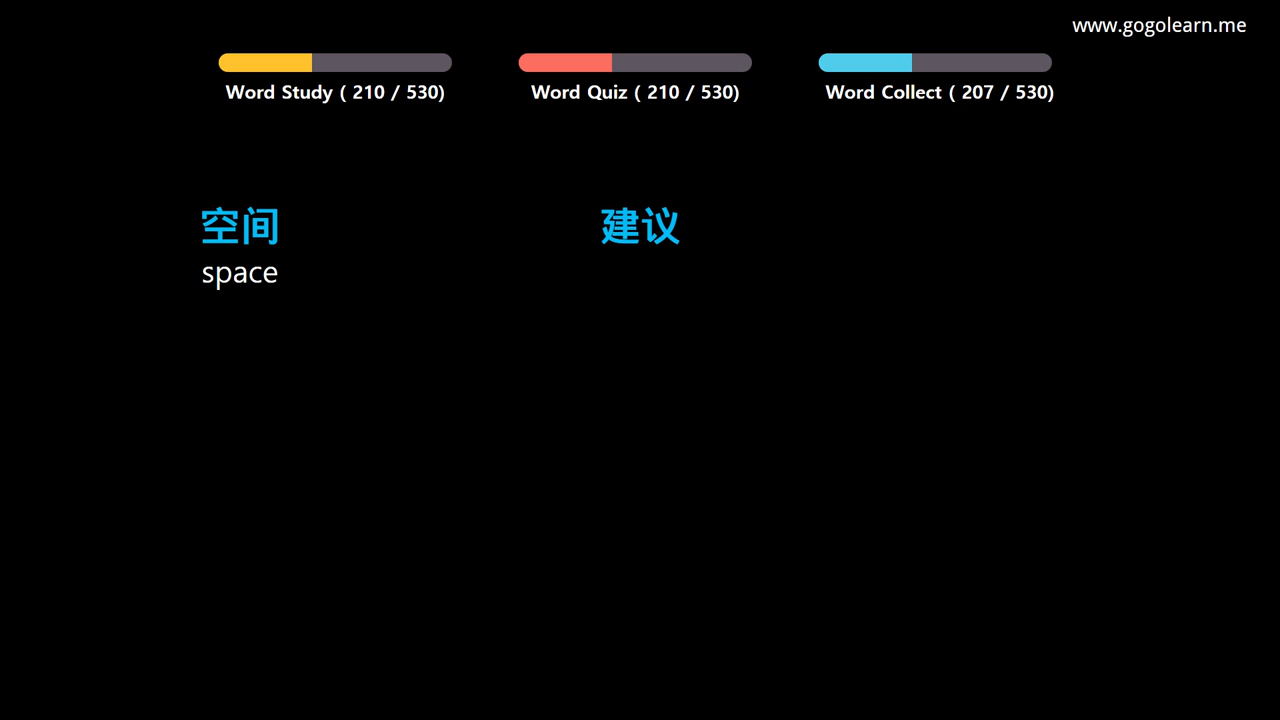 www.gogolearn.me
Word Study ( 210 / 530)
Word Quiz ( 210 / 530)
Word Collect ( 207 / 530)
空间
space
建议